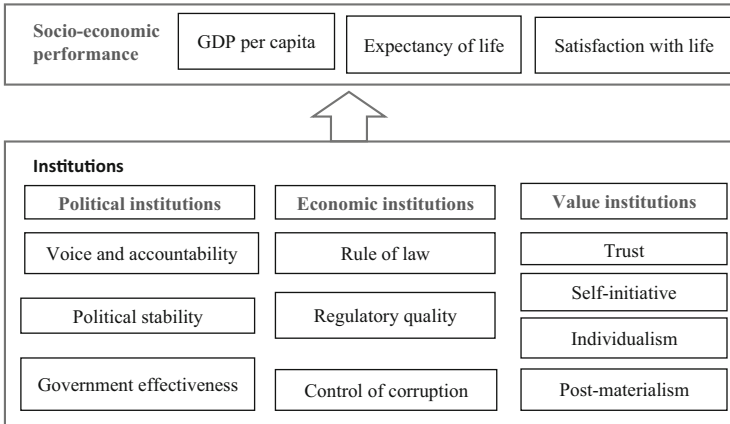 Socio-economic
performance
GDP per capita
Expectancy of life
Satisfaction with life
Institutions
Political institutions
Economic institutions
Value institutions
Voice and accountability
Rule of law
Trust
Self-initiative
Political stability
Regulatory quality
Individualism
Government effectiveness
Control of corruption
Post-materialism